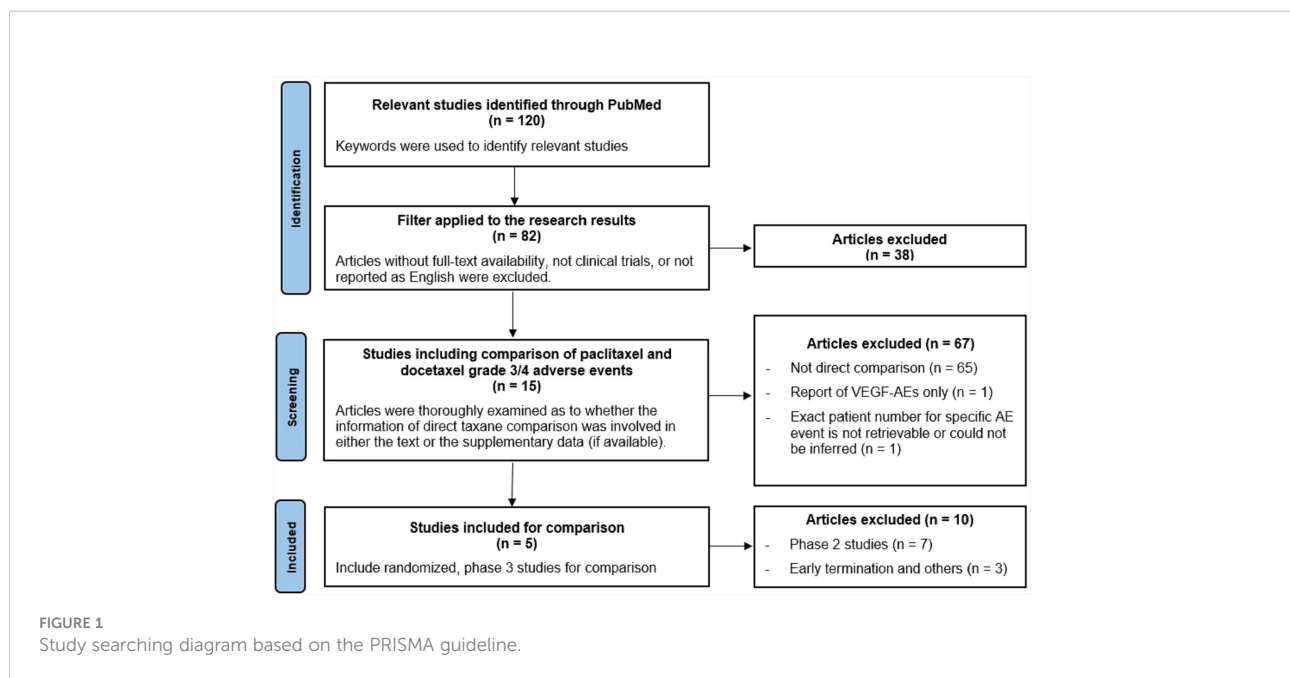 Identification
Relevant studies identified through PubMed
(n = 120)
Keywords were used to identify relevant studies
Filter applied to the research results
(n = 82)
Articles without full-text availability, not clinical trials, or not
reported as English were excluded.
Articles excluded
(n = 38)
Screening
Studies including comparison of paclitaxel and
docetaxel grade 3/4 adverse events
(n = 15)
Articles were thoroughly examined as to whether the
information of direct taxane comparison was involved in
either the text or the supplementary data (if available).
Articles excluded (n = 67)
- Not direct comparison (n = 65)
- Report of VEGF-AEs only (n = 1)
- Exact patient number for specific AE
event is not retrievable or could not
be inferred (n = 1)
Included
Studies included for comparison
(n = 5)
Include randomized, phase 3 studies for comparison
Articles excluded (n = 10)
- Phase 2 studies (n = 7)
- Early termination and others (n = 3)
FIGURE 1
Study searching diagram based on the PRISMA guideline.